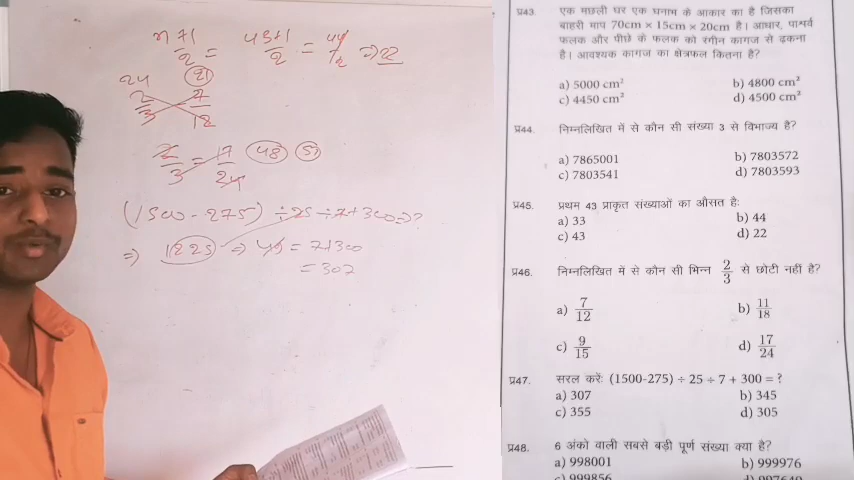 n+1/2 = 43+1/2 = 44/2 ⇒ 22
24 21
2/3 7/12
2/3 = 17/24 48 51
(1500-275) ÷25 ÷7+300=?
⇒ 1225 ⇒ 49 = 7+300
= 307
प्र43. एक मछली घर एक घनाभ के आकार का है जिसका
बाहरी माप 70cm × 15cm × 20cm है। आधार, पार्श्व
फलक और पीछे के फलक को रंगीन कागज से ढ़कना
है। आवश्यक कागज का क्षेत्रफल कितना है?
a) 5000 cm² b) 4800 cm²
c) 4450 cm² d) 4500 cm²
प्र44. निम्नलिखित में से कौन सी संख्या 3 से विभाज्य है?
a) 7865001 b) 7803572
c) 7803541 d) 7803593
प्र45. प्रथम 43 प्राकृत संख्याओं का औसत है:
a) 33 b) 44
c) 43 d) 22
प्र46. निम्नलिखित में से कौन सी भिन्न 2/3 से छोटी नहीं है?
a) 7/12 b) 11/18
c) 9/15 d) 17/24
प्र47. सरल करें: (1500-275) ÷ 25 ÷ 7 + 300 = ?
a) 307 b) 345
c) 355 d) 305
प्र48. 6 अंको वाली सबसे बड़ी पूर्ण संख्या क्या है?
a) 998001 b) 999976
c) 999856 d) 997640